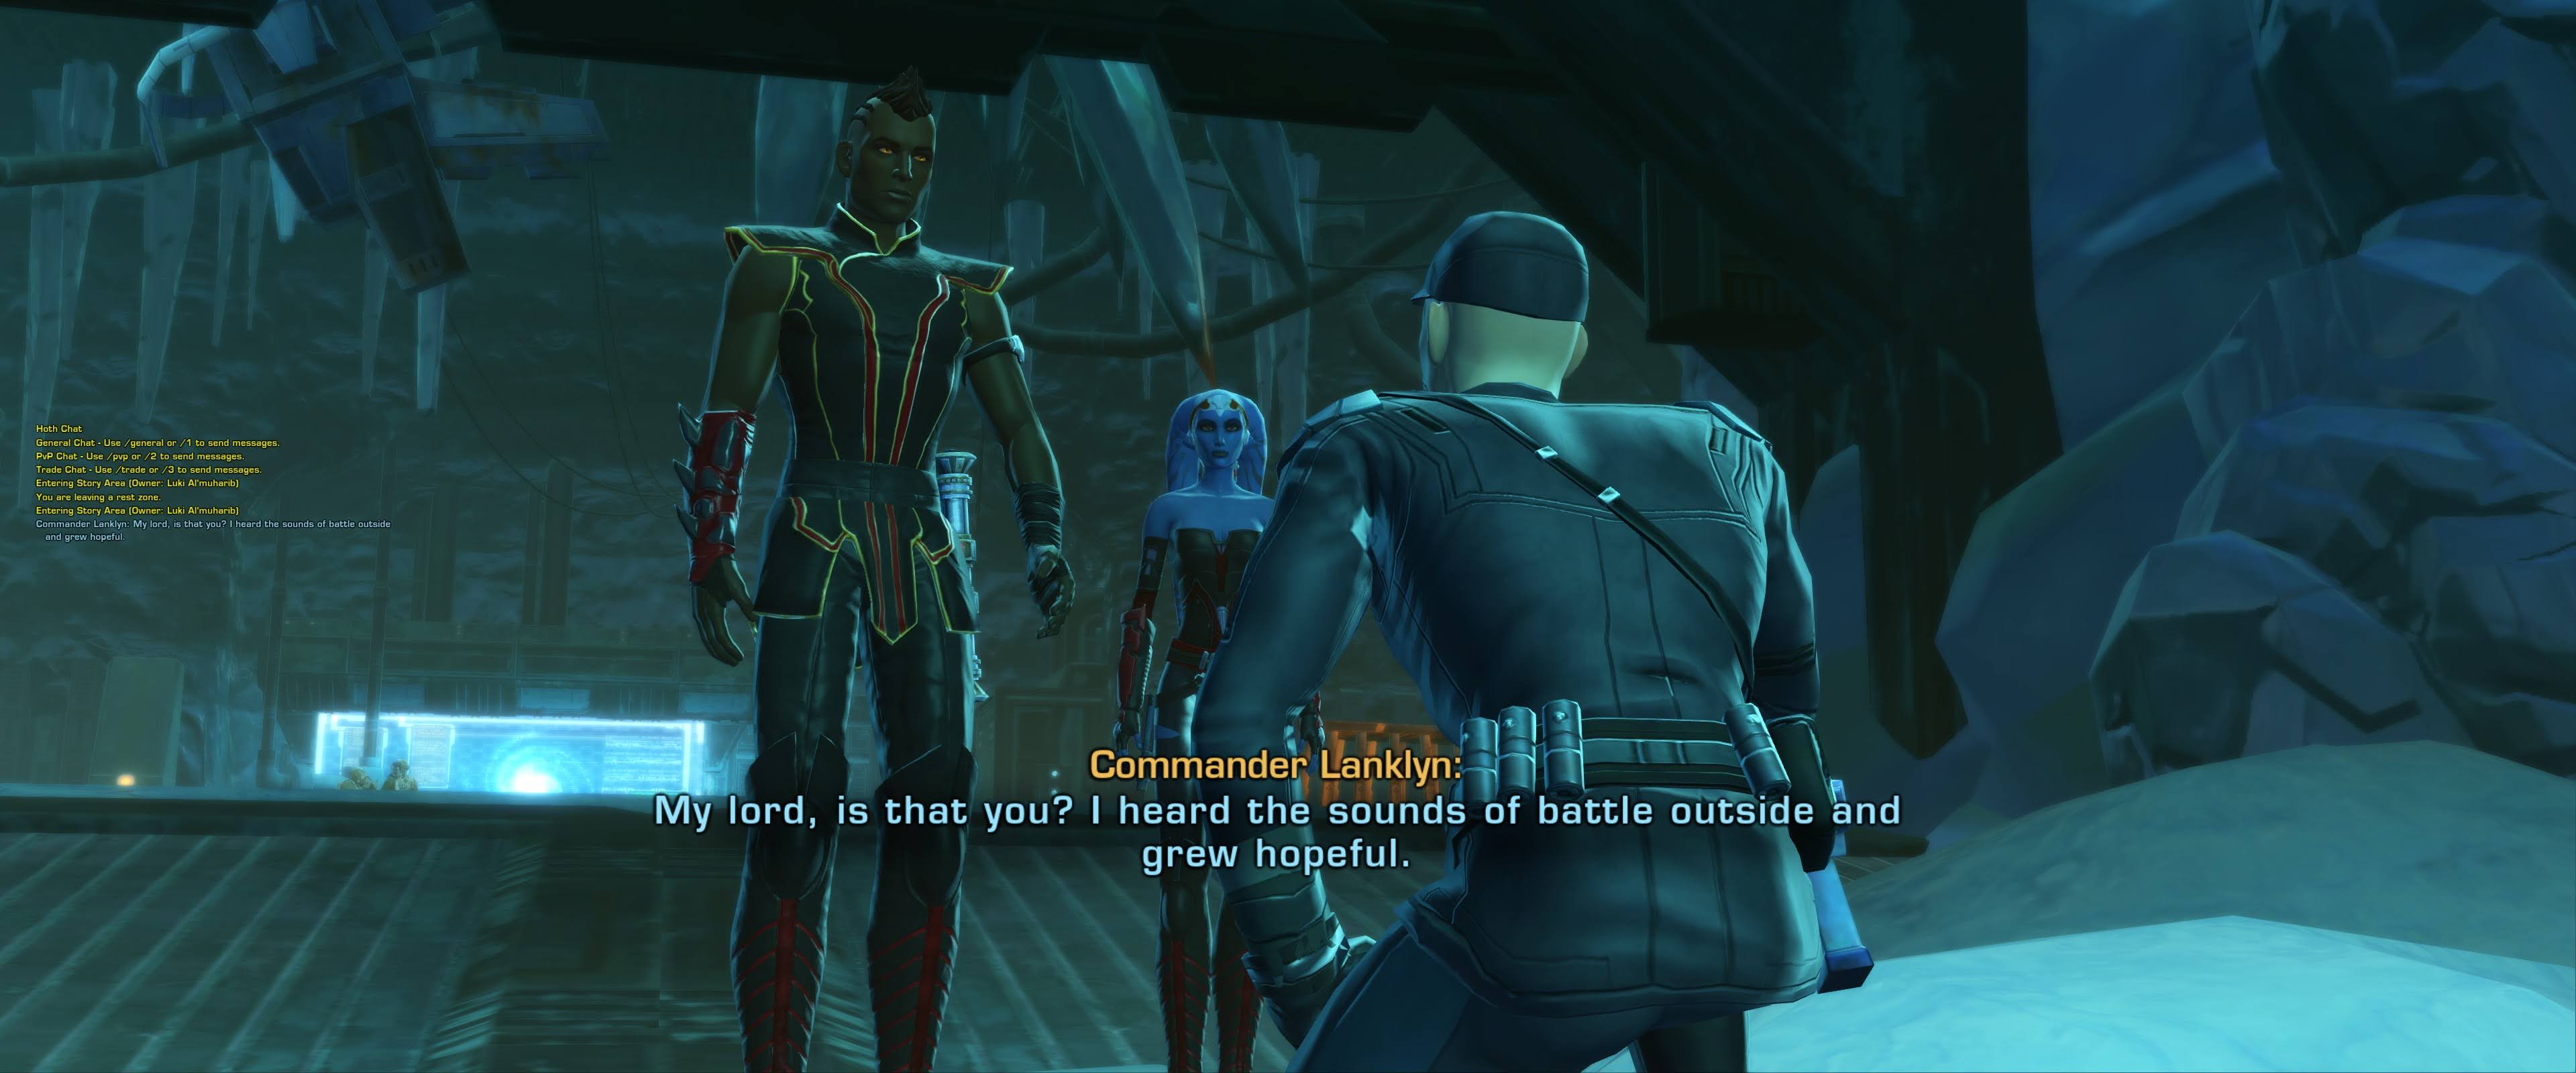 Hoth Chat
General Chat - Use /general or /1 to send messages.
PvP Chat - Use /pvp or /2 to send messages.
Trade Chat - Use /trade or /3 to send messages.
Entering Story Area (Owner: Luki Al'muharib)
You are leaving a rest zone.
Entering Story Area (Owner: Luki Al'muharib)
Commander Lanklyn: My lord, is that you? I heard the sounds of battle outside
and grew hopeful.
Commander Lanklyn:
My lord, is that you? I heard the sounds of battle outside and
grew hopeful.